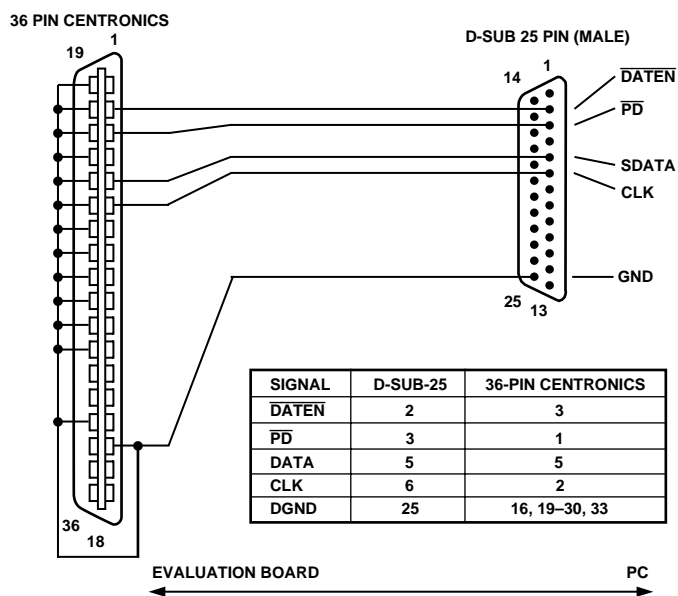 36 PIN CENTRONICS
19
1
36
18
D-SUB 25 PIN (MALE)
14
1
25
13
DATEN
PD
SDATA
CLK
GND
SIGNAL D-SUB-25 36-PIN CENTRONICS
DATEN 2 3
PD 3 1
DATA 5 5
CLK 6 2
DGND 25 16, 19–30, 33
EVALUATION BOARD PC